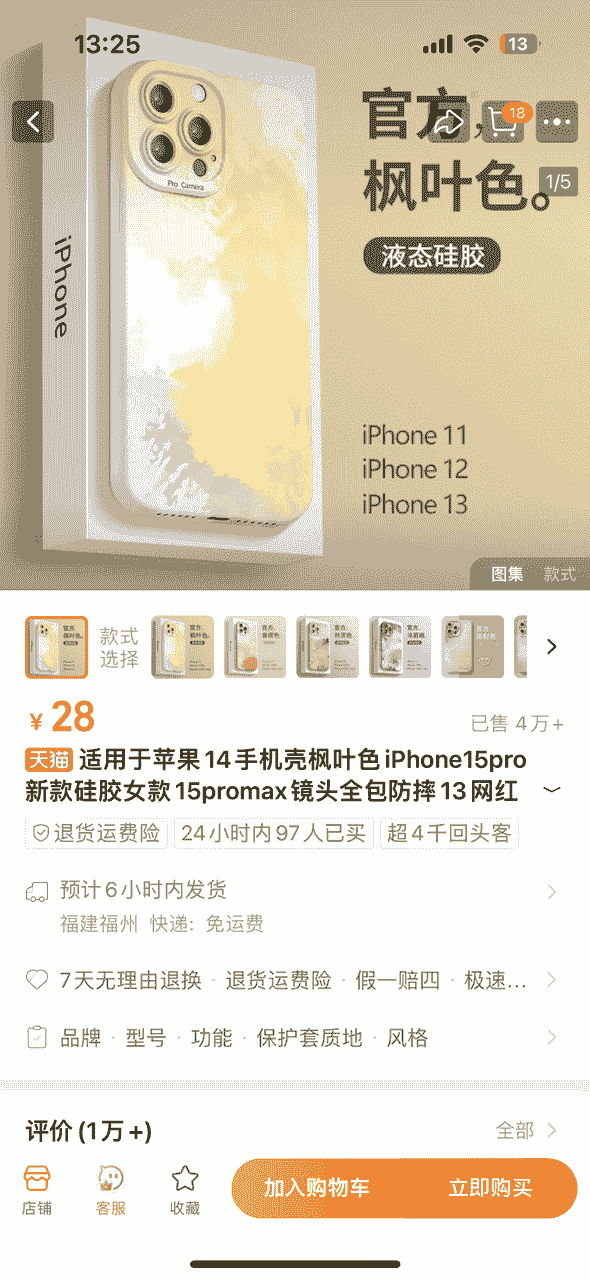 13:25
13
官方,
18
枫叶色。
1/5
液态硅胶
Pro Camera
iPhone
iPhone 11
iPhone 12
iPhone 13
图集 款式
款式
选择
¥28
已售 4万+
天猫 适用于苹果14手机壳枫叶色iPhone15pro
新款硅胶女款15promax镜头全包防摔13网红
退货运费险 24小时内97人已买 超4千回头客
预计6小时内发货
福建福州 快递: 免运费
7天无理由退换 · 退货运费险 · 假一赔四 · 极速...
品牌 · 型号 · 功能 · 保护套质地 · 风格
评价 (1万+)
全部
店铺
客服
收藏
加入购物车
立即购买